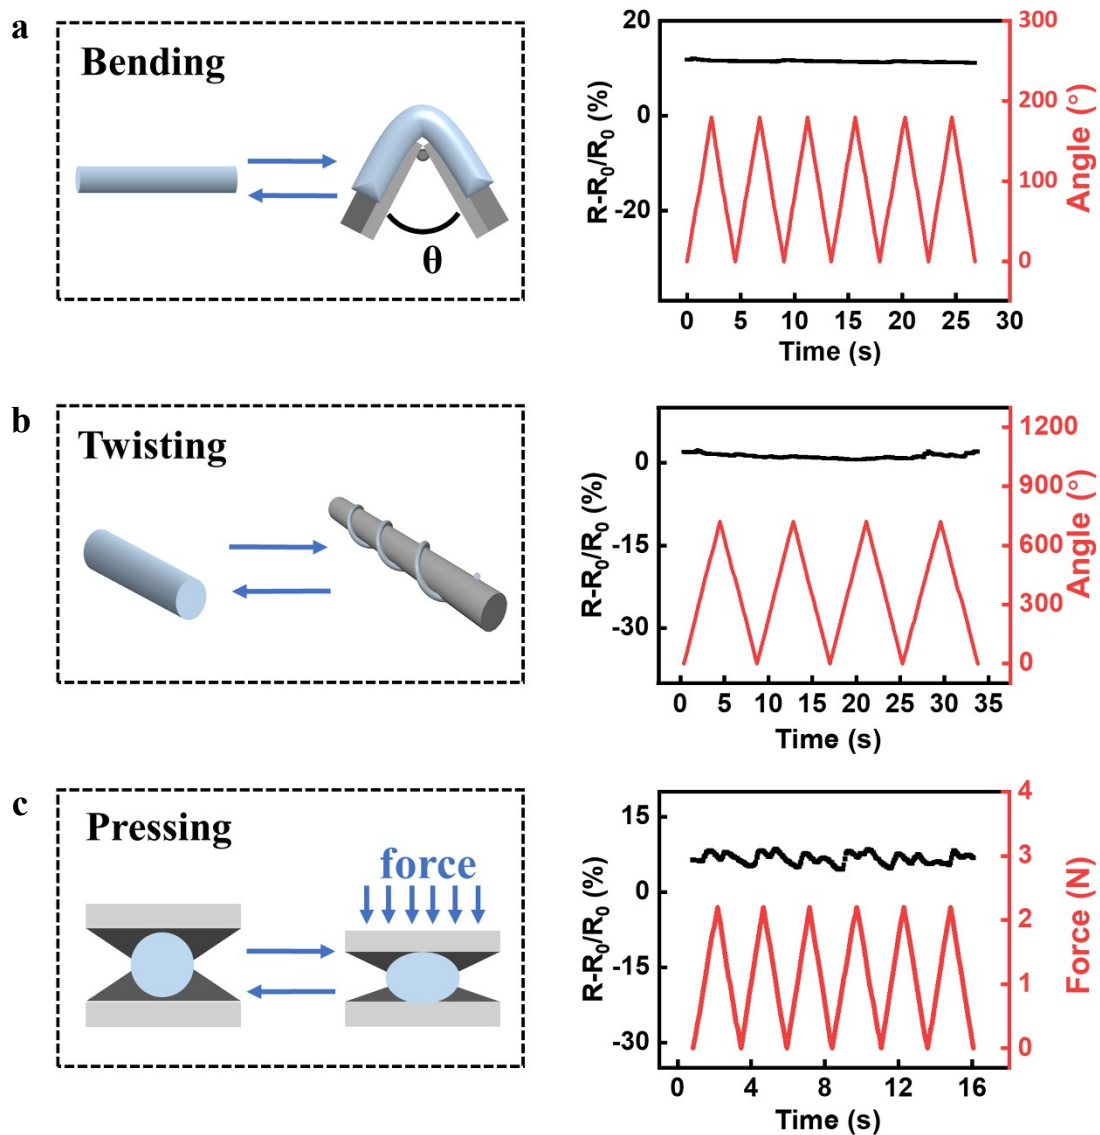 a
Bending
θ
20
0
-20
R-R₀/R₀ (%)
300
200
100
0
Angle (°)
0 5 10 15 20 25 30
Time (s)
b
Twisting
0
-15
-30
R-R₀/R₀ (%)
1200
900
600
300
0
Angle (°)
0 5 10 15 20 25 30 35
Time (s)
c
Pressing
force
15
0
-15
-30
R-R₀/R₀ (%)
4
3
2
1
0
Force (N)
0 4 8 12 16
Time (s)